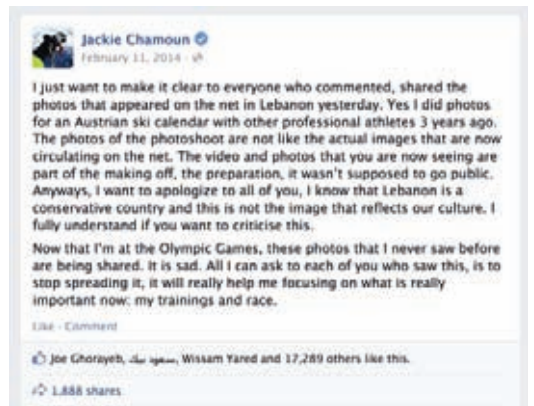 Jackie Chamoun
February 11, 2014
I just want to make it clear to everyone who commented, shared the
photos that appeared on the net in Lebanon yesterday. Yes I did photos
for an Austrian ski calendar with other professional athletes 3 years ago.
The photos of the photoshoot are not like the actual images that are now
circulating on the net. The video and photos that you are now seeing are
part of the making off, the preparation, it wasn't supposed to go public.
Anyways, I want to apologize to all of you, I know that Lebanon is a
conservative country and this is not the image that reflects our culture. I
fully understand if you want to criticise this.
Now that I'm at the Olympic Games, these photos that I never saw before
are being shared. It is sad. All I can ask to each of you who saw this, is to
stop spreading it, it will really help me focusing on what is really
important now: my trainings and race.
Like · Comment
Joe Ghorayeb, Wissam Yared and 17,289 others like this.
1,888 shares